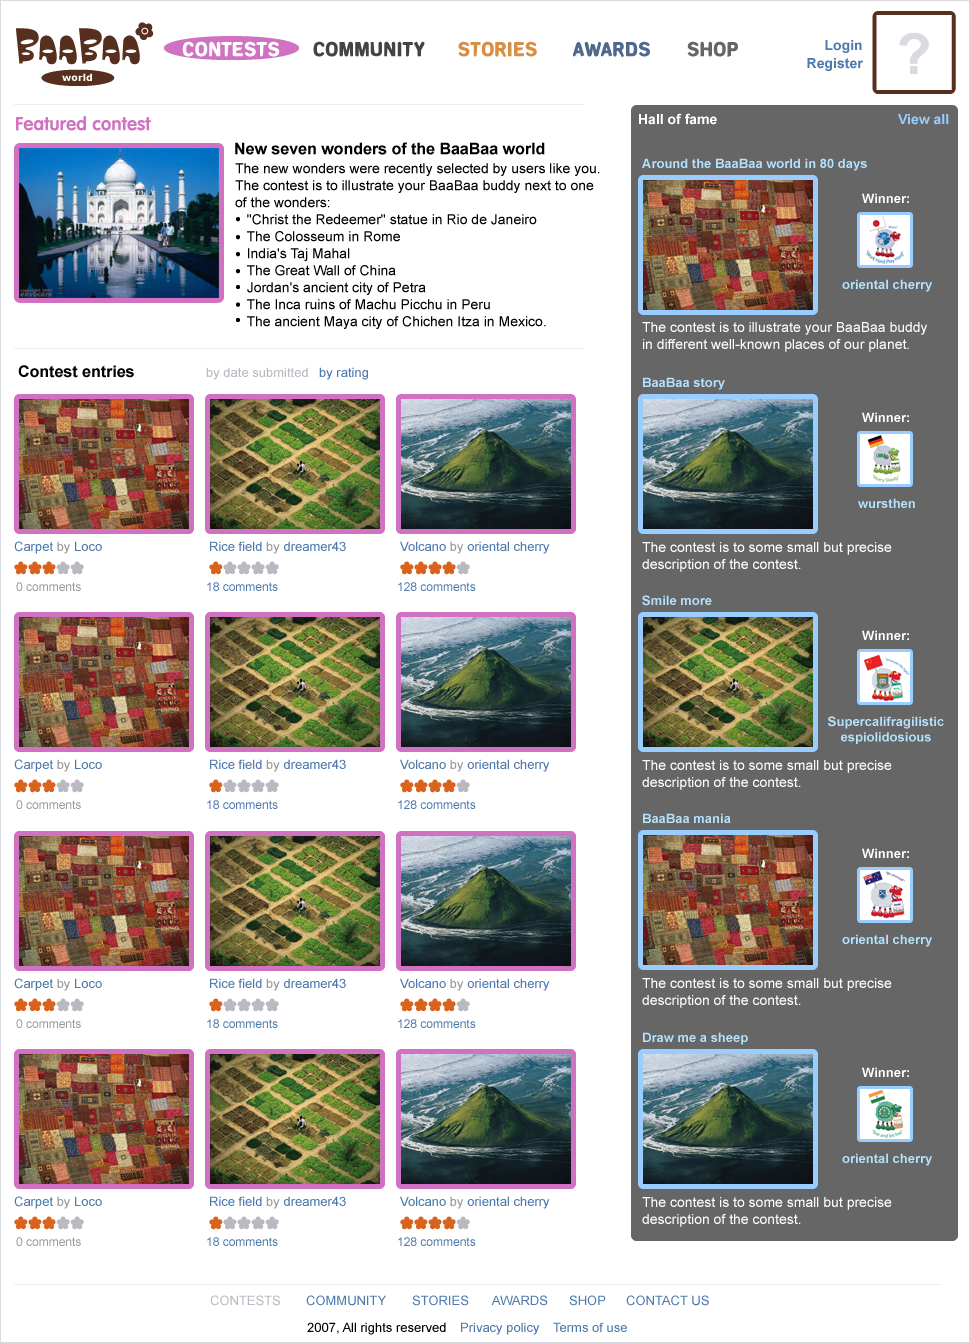 BaaBaa
world
CONTESTS
COMMUNITY
STORIES
AWARDS
SHOP
Login
Register
?
Featured contest
New seven wonders of the BaaBaa world
The new wonders were recently selected by users like you.
The contest is to illustrate your BaaBaa buddy next to one
of the wonders:
• "Christ the Redeemer" statue in Rio de Janeiro
• The Colosseum in Rome
• India's Taj Mahal
• The Great Wall of China
• Jordan's ancient city of Petra
• The Inca ruins of Machu Picchu in Peru
• The ancient Maya city of Chichen Itza in Mexico.
Contest entries
by date submitted by rating
Carpet by Loco
0 comments
Rice field by dreamer43
18 comments
Volcano by oriental cherry
128 comments
Carpet by Loco
0 comments
Rice field by dreamer43
18 comments
Volcano by oriental cherry
128 comments
Carpet by Loco
0 comments
Rice field by dreamer43
18 comments
Volcano by oriental cherry
128 comments
Carpet by Loco
0 comments
Rice field by dreamer43
18 comments
Volcano by oriental cherry
128 comments
Hall of fame
View all
Around the BaaBaa world in 80 days
Winner:
oriental cherry
The contest is to illustrate your BaaBaa buddy
in different well-known places of our planet.
BaaBaa story
Winner:
wursthen
The contest is to some small but precise
description of the contest.
Smile more
Winner:
Supercalifragilistic
espiolidosious
The contest is to some small but precise
description of the contest.
BaaBaa mania
Winner:
oriental cherry
The contest is to some small but precise
description of the contest.
Draw me a sheep
Winner:
oriental cherry
The contest is to some small but precise
description of the contest.
CONTESTS COMMUNITY STORIES AWARDS SHOP CONTACT US
2007, All rights reserved Privacy policy Terms of use